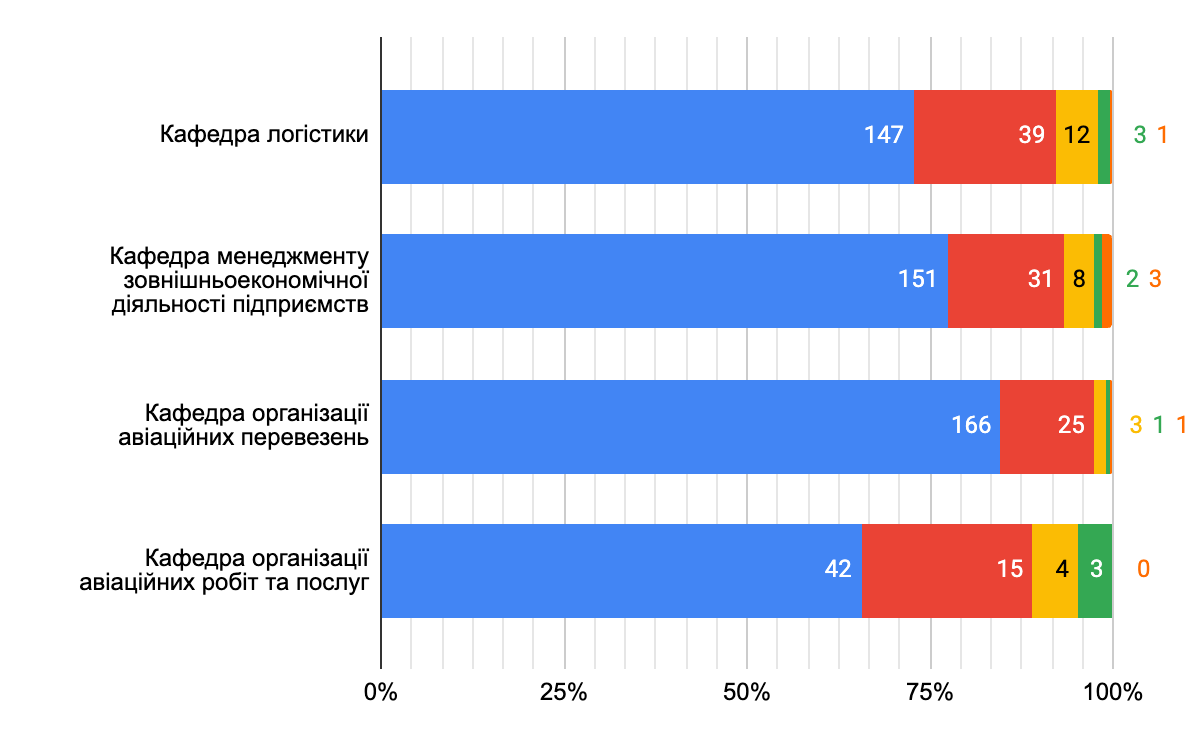 Кафедра логістики
147 39 12 3 1
Кафедра менеджменту
зовнішньоекономічної
діяльності підприємств
151 31 8 2 3
Кафедра організації
авіаційних перевезень
166 25 3 1 1
Кафедра організації
авіаційних робіт та послуг
42 15 4 3 0
0% 25% 50% 75% 100%